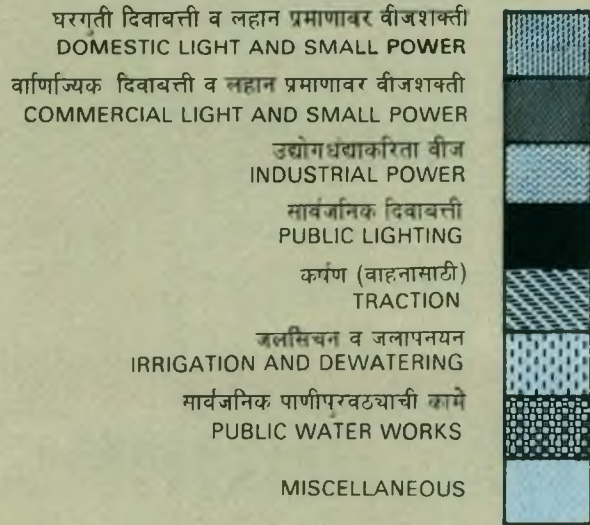 घरगुती दिवाबत्ती व लहान प्रमाणावर वीजशक्ती
DOMESTIC LIGHT AND SMALL POWER
वाणिज्यिक दिवाबत्ती व लहान प्रमाणावर वीजशक्ती
COMMERCIAL LIGHT AND SMALL POWER
उद्योगधंद्याकरिता वीज
INDUSTRIAL POWER
सार्वजनिक दिवाबत्ती
PUBLIC LIGHTING
कर्षण (वाहनासाठी)
TRACTION
जलसिंचन व जलापनयन
IRRIGATION AND DEWATERING
सार्वजनिक पाणीपुरवठ्याची कामे
PUBLIC WATER WORKS
MISCELLANEOUS